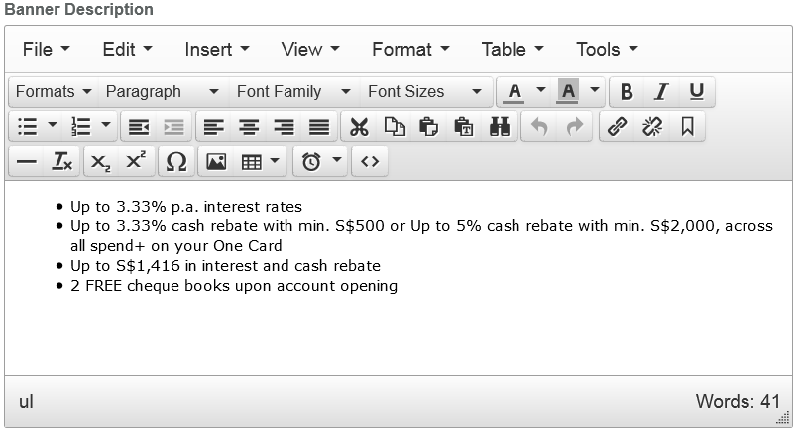 Banner Description
File Edit Insert View Format Table Tools
Formats Paragraph Font Family Font Sizes A A B I U
Tx X2 X² Ω <>
• Up to 3.33% p.a. interest rates
• Up to 3.33% cash rebate with min. S$500 or Up to 5% cash rebate with min. S$2,000, across
all spend+ on your One Card
• Up to S$1,416 in interest and cash rebate
• 2 FREE cheque books upon account opening
ul Words: 41